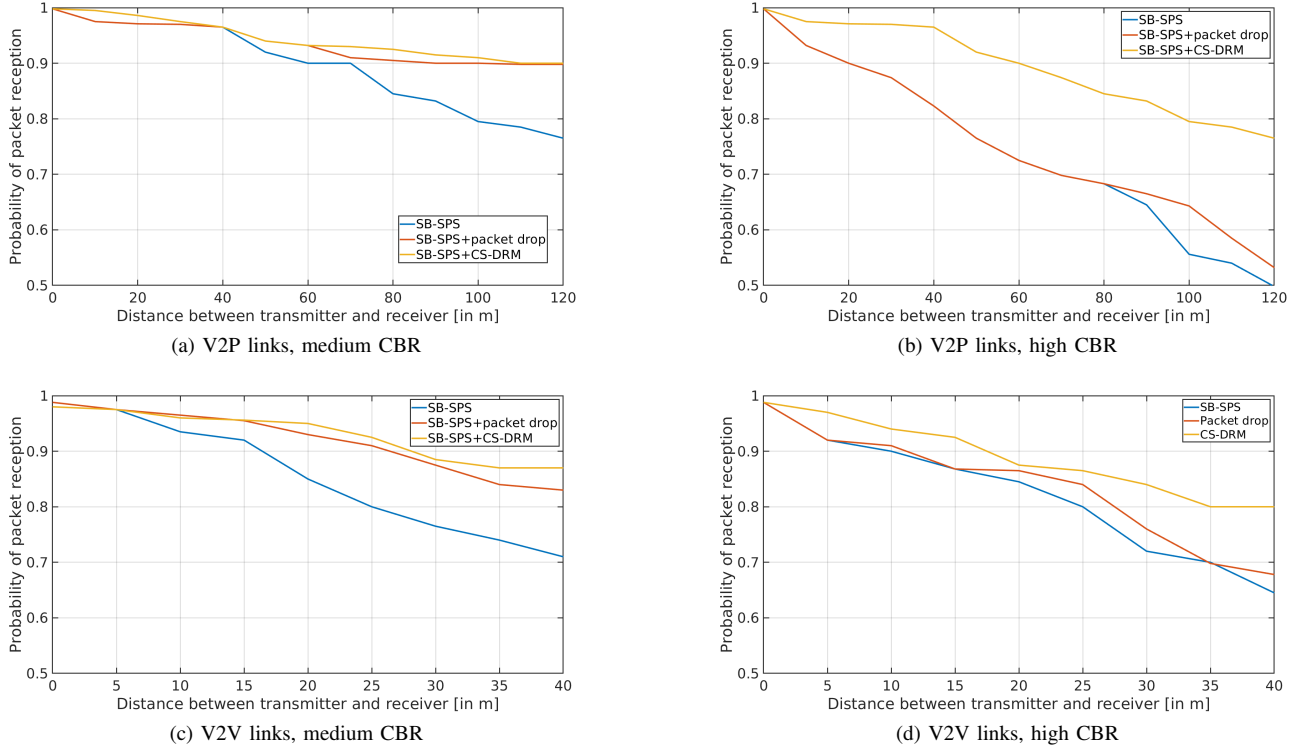 1
0.9
0.8
0.7
0.6
0.5
0
20
40
60
80
100
120
Probability of packet reception
Distance between transmitter and receiver [in m]
SB-SPS
SB-SPS+packet drop
SB-SPS+CS-DRM
(a) V2P links, medium CBR
1
0.9
0.8
0.7
0.6
0.5
0
20
40
60
80
100
120
Probability of packet reception
Distance between transmitter and receiver [in m]
SB-SPS
SB-SPS+packet drop
SB-SPS+CS-DRM
(b) V2P links, high CBR
1
0.9
0.8
0.7
0.6
0.5
0
5
10
15
20
25
30
35
40
Probability of packet reception
Distance between transmitter and receiver [in m]
SB-SPS
SB-SPS+packet drop
SB-SPS+CS-DRM
(c) V2V links, medium CBR
1
0.9
0.8
0.7
0.6
0.5
0
5
10
15
20
25
30
35
40
Probability of packet reception
Distance between transmitter and receiver [in m]
SB-SPS
Packet drop
CS-DRM
(d) V2V links, high CBR